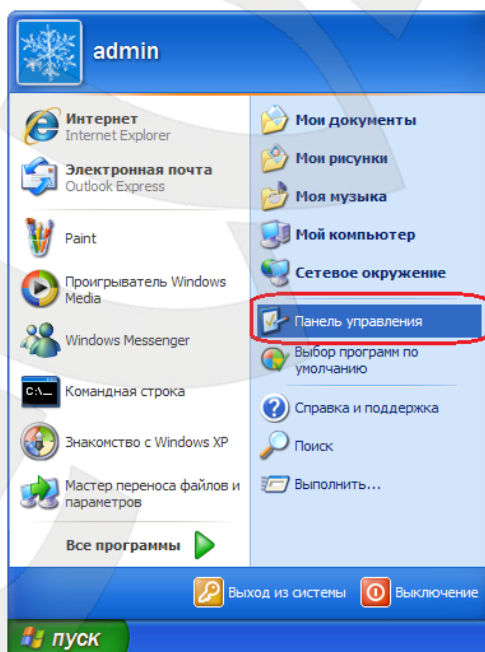 admin
Интернет
Internet Explorer
Электронная почта
Outlook Express
Paint
Проигрыватель Windows
Media
Windows Messenger
C:\_
Командная строка
Знакомство с Windows XP
Мастер переноса файлов и
параметров
Все программы
Мои документы
Мои рисунки
Моя музыка
Мой компьютер
Сетевое окружение
Панель управления
Выбор программ по
умолчанию
Справка и поддержка
Поиск
Выполнить...
Выход из системы
Выключение
пуск